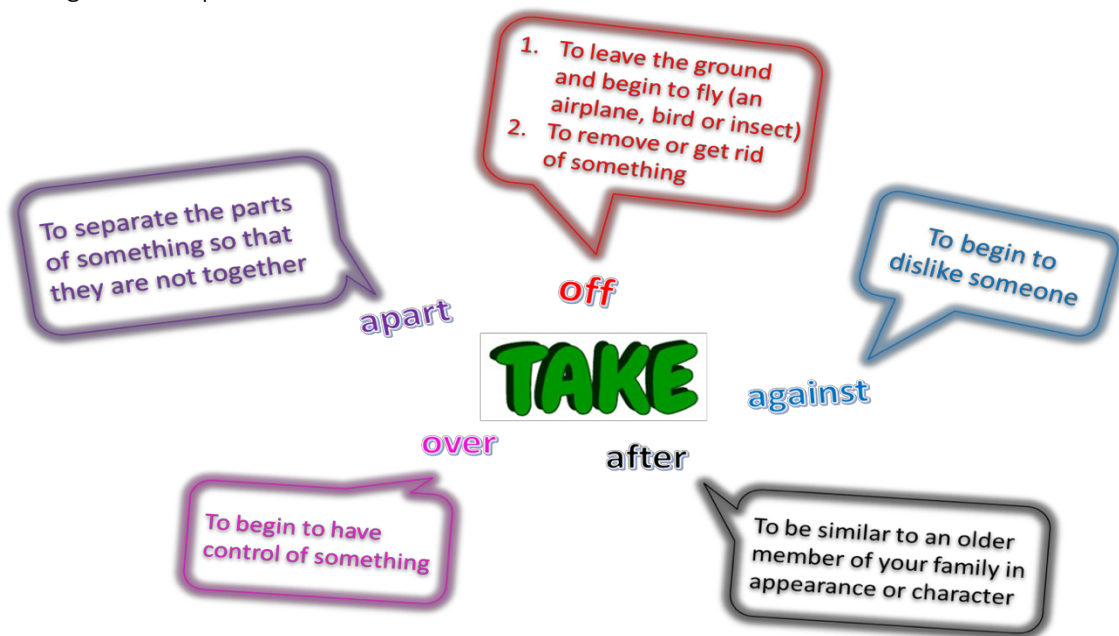 1. To leave the ground
and begin to fly (an
airplane, bird or insect)
2. To remove or get rid
of something
To separate the parts
of something so that
they are not together
To begin to
dislike someone
off
apart
TAKE
against
over
after
To begin to have
control of something
To be similar to an older
member of your family in
appearance or character